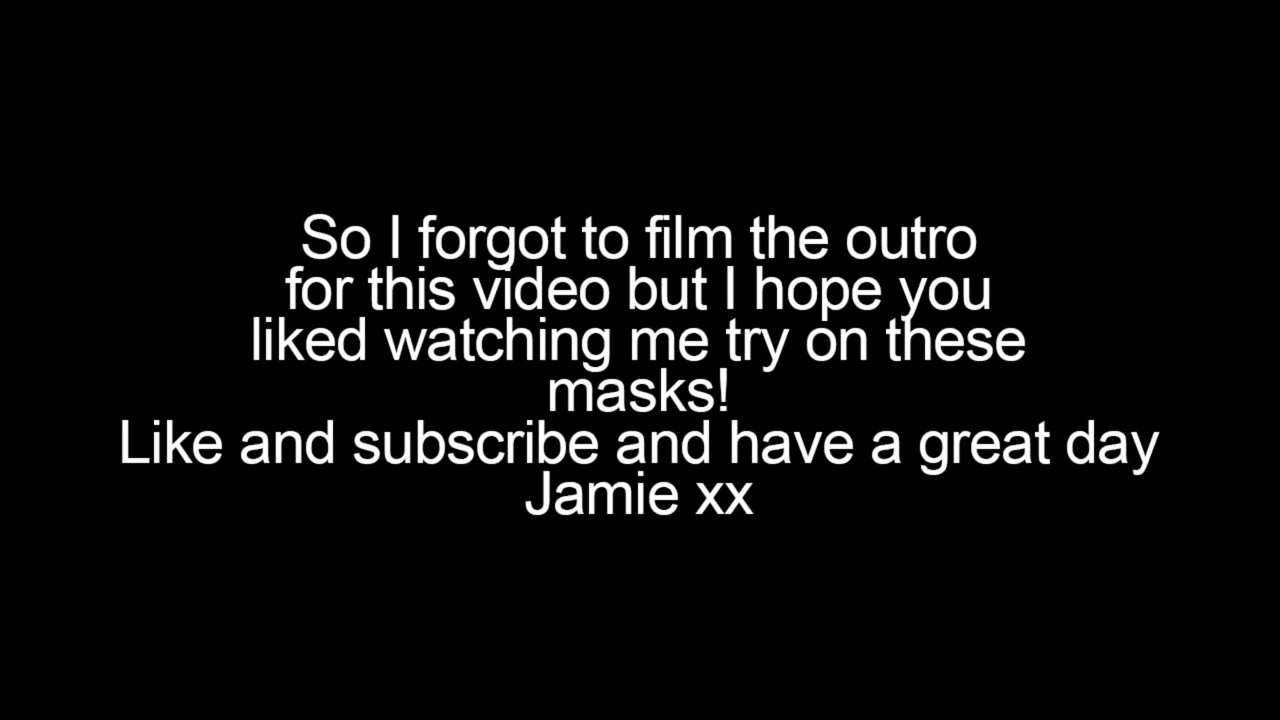 So I forgot to film the outro
for this video but I hope you
liked watching me try on these
masks!
Like and subscribe and have a great day
Jamie xx